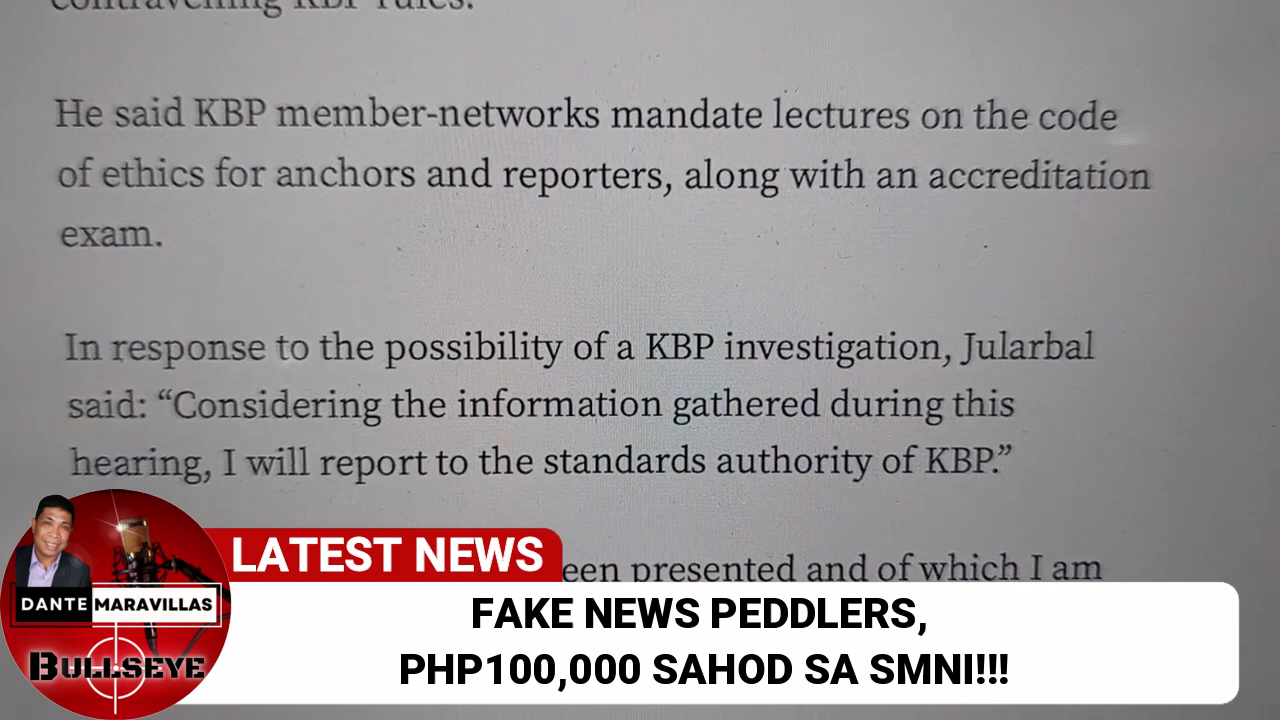 contravening KBP rules.
He said KBP member-networks mandate lectures on the code
of ethics for anchors and reporters, along with an accreditation
exam.
In response to the possibility of a KBP investigation, Jularbal
said: “Considering the information gathered during this
hearing, I will report to the standards authority of KBP.”
een presented and of which I am
LATEST NEWS
DANTE MARAVILLAS
BULLSEYE
FAKE NEWS PEDDLERS,
PHP100,000 SAHOD SA SMNI!!!